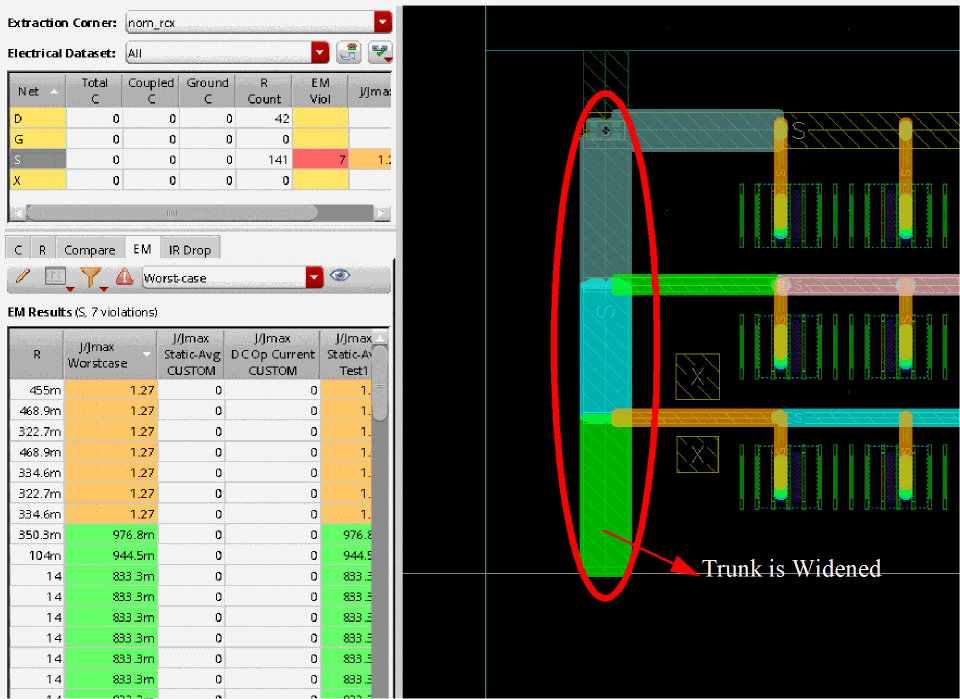 Extraction Corner: nom_rcx
Electrical Dataset: All
Net Total C Coupled C Ground C R Count EM Viol J/Jmax
D 0 0 0 42
G 0 0 0 0
S 0 0 0 141 7 1.2
X 0 0 0 0
C R Compare EM IR Drop
Worst-case
EM Results (S, 7 violations)
R J/Jmax Worstcase J/Jmax Static-Avg CUSTOM J/Jmax DC Op Current CUSTOM J/Jmax Static-Av Test1
455m 1.27 0 0 1.
468.9m 1.27 0 0 1.
322.7m 1.27 0 0 1.
468.9m 1.27 0 0 1.
334.6m 1.27 0 0 1.
322.7m 1.27 0 0 1.
334.6m 1.27 0 0 1.
350.3m 976.8m 0 0 976.8
104m 944.5m 0 0 944.5
14 833.3m 0 0 833.3
14 833.3m 0 0 833.3
14 833.3m 0 0 833.3
14 833.3m 0 0 833.3
14 833.3m 0 0 833.3
14 833.3m 0 0 833.3
S
S
S
S
S
X
S
X
Trunk is Widened